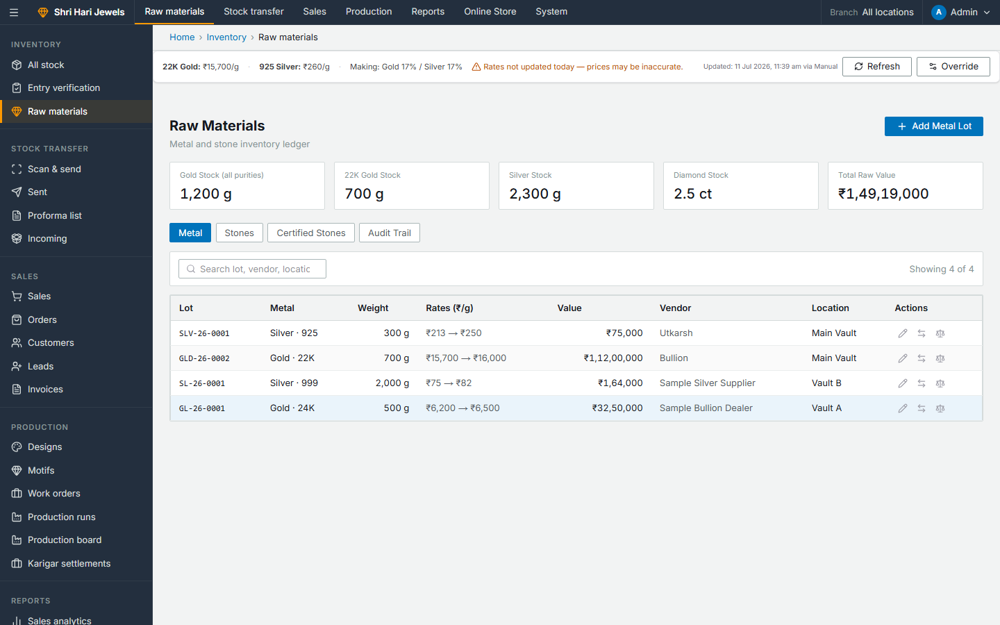 Shri Hari Jewels
Raw materials
Stock transfer
Sales
Production
Reports
Online Store
System
Branch All locations
A Admin
INVENTORY
All stock
Entry verification
Raw materials
STOCK TRANSFER
Scan & send
Sent
Proforma list
Incoming
SALES
Sales
Orders
Customers
Leads
Invoices
PRODUCTION
Designs
Motifs
Work orders
Production runs
Production board
Karigar settlements
REPORTS
Sales analytics
Home › Inventory › Raw materials
22K Gold: ₹15,700/g · 925 Silver: ₹260/g · Making: Gold 17% / Silver 17% Rates not updated today — prices may be inaccurate. Updated: 11 Jul 2026, 11:39 am via Manual Refresh Override
Raw Materials
Metal and stone inventory ledger
+ Add Metal Lot
Gold Stock (all purities)
1,200 g
22K Gold Stock
700 g
Silver Stock
2,300 g
Diamond Stock
2.5 ct
Total Raw Value
₹1,49,19,000
Metal Stones Certified Stones Audit Trail
Search lot, vendor, locatic
Showing 4 of 4
Lot Metal Weight Rates (₹/g) Value Vendor Location Actions
SLV-26-0001 Silver · 925 300 g ₹213 → ₹250 ₹75,000 Utkarsh Main Vault
GLD-26-0002 Gold · 22K 700 g ₹15,700 → ₹16,000 ₹1,12,00,000 Bullion Main Vault
SL-26-0001 Silver · 999 2,000 g ₹75 → ₹82 ₹1,64,000 Sample Silver Supplier Vault B
GL-26-0001 Gold · 24K 500 g ₹6,200 → ₹6,500 ₹32,50,000 Sample Bullion Dealer Vault A